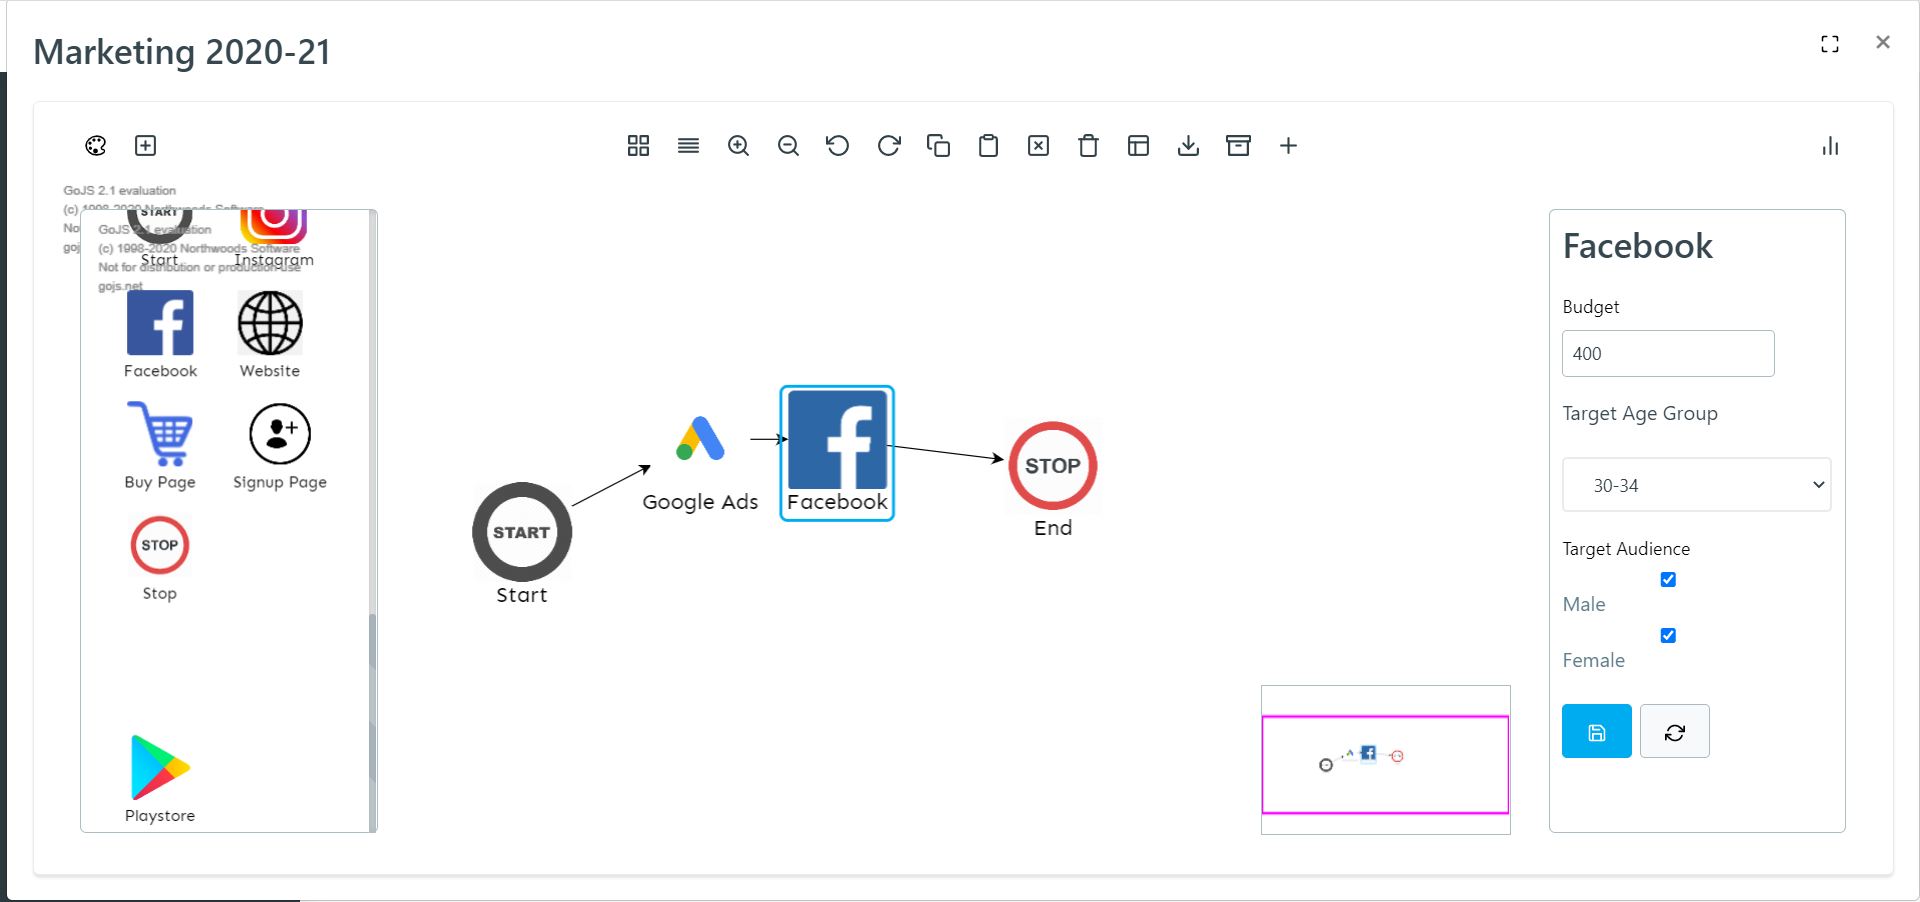 Marketing 2020-21
GoJS 2.1 evaluation
(c) 1998-2020 Northwoods Software
No
goj
START
GoJS 2.1 evaluation
(c) 1998-2020 Northwoods Software
Start
Instagram
Not for distribution or production use
gojs.net
Facebook
Website
Buy Page
Signup Page
STOP
Stop
Playstore
START
Start
Google Ads
Facebook
STOP
End
Facebook
Budget
400
Target Age Group
30-34
Target Audience
Male
Female